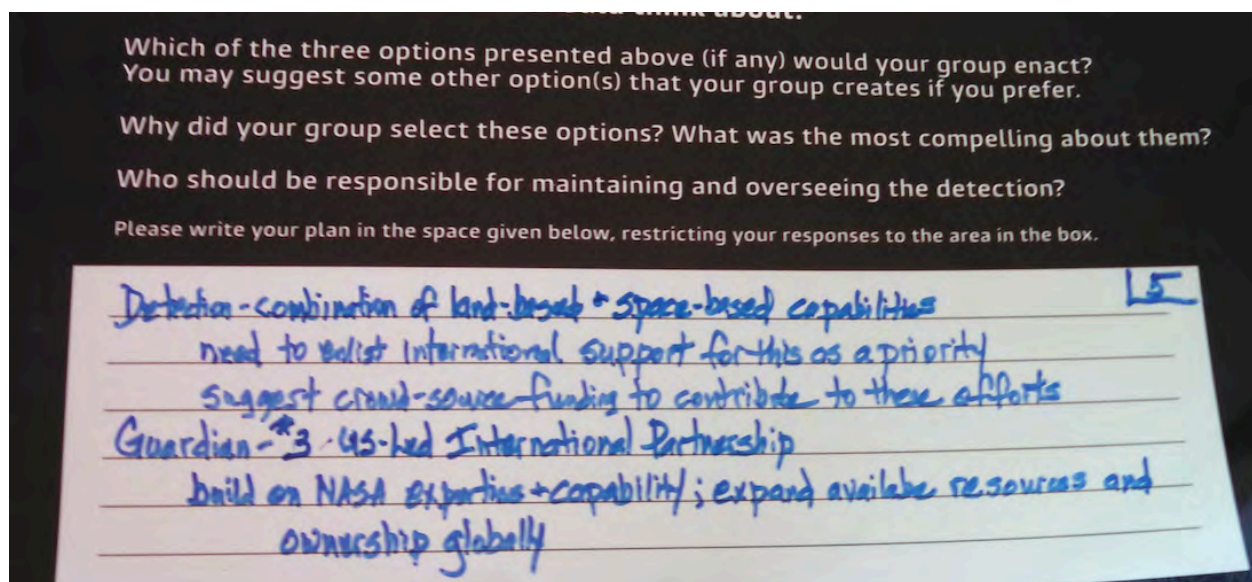 Which of the three options presented above (if any) would your group enact?
You may suggest some other option(s) that your group creates if you prefer.
Why did your group select these options? What was the most compelling about them?
Who should be responsible for maintaining and overseeing the detection?
Please write your plan in the space given below, restricting your responses to the area in the box.
L5
Detection - combination of land-based + space-based capabilities
need to enlist international support for this as a priority
suggest crowd-source funding to contribute to these efforts
Guardian - #3 - US-Led International Partnership
build on NASA expertise + capability; expand availabe resources and
ownership globally